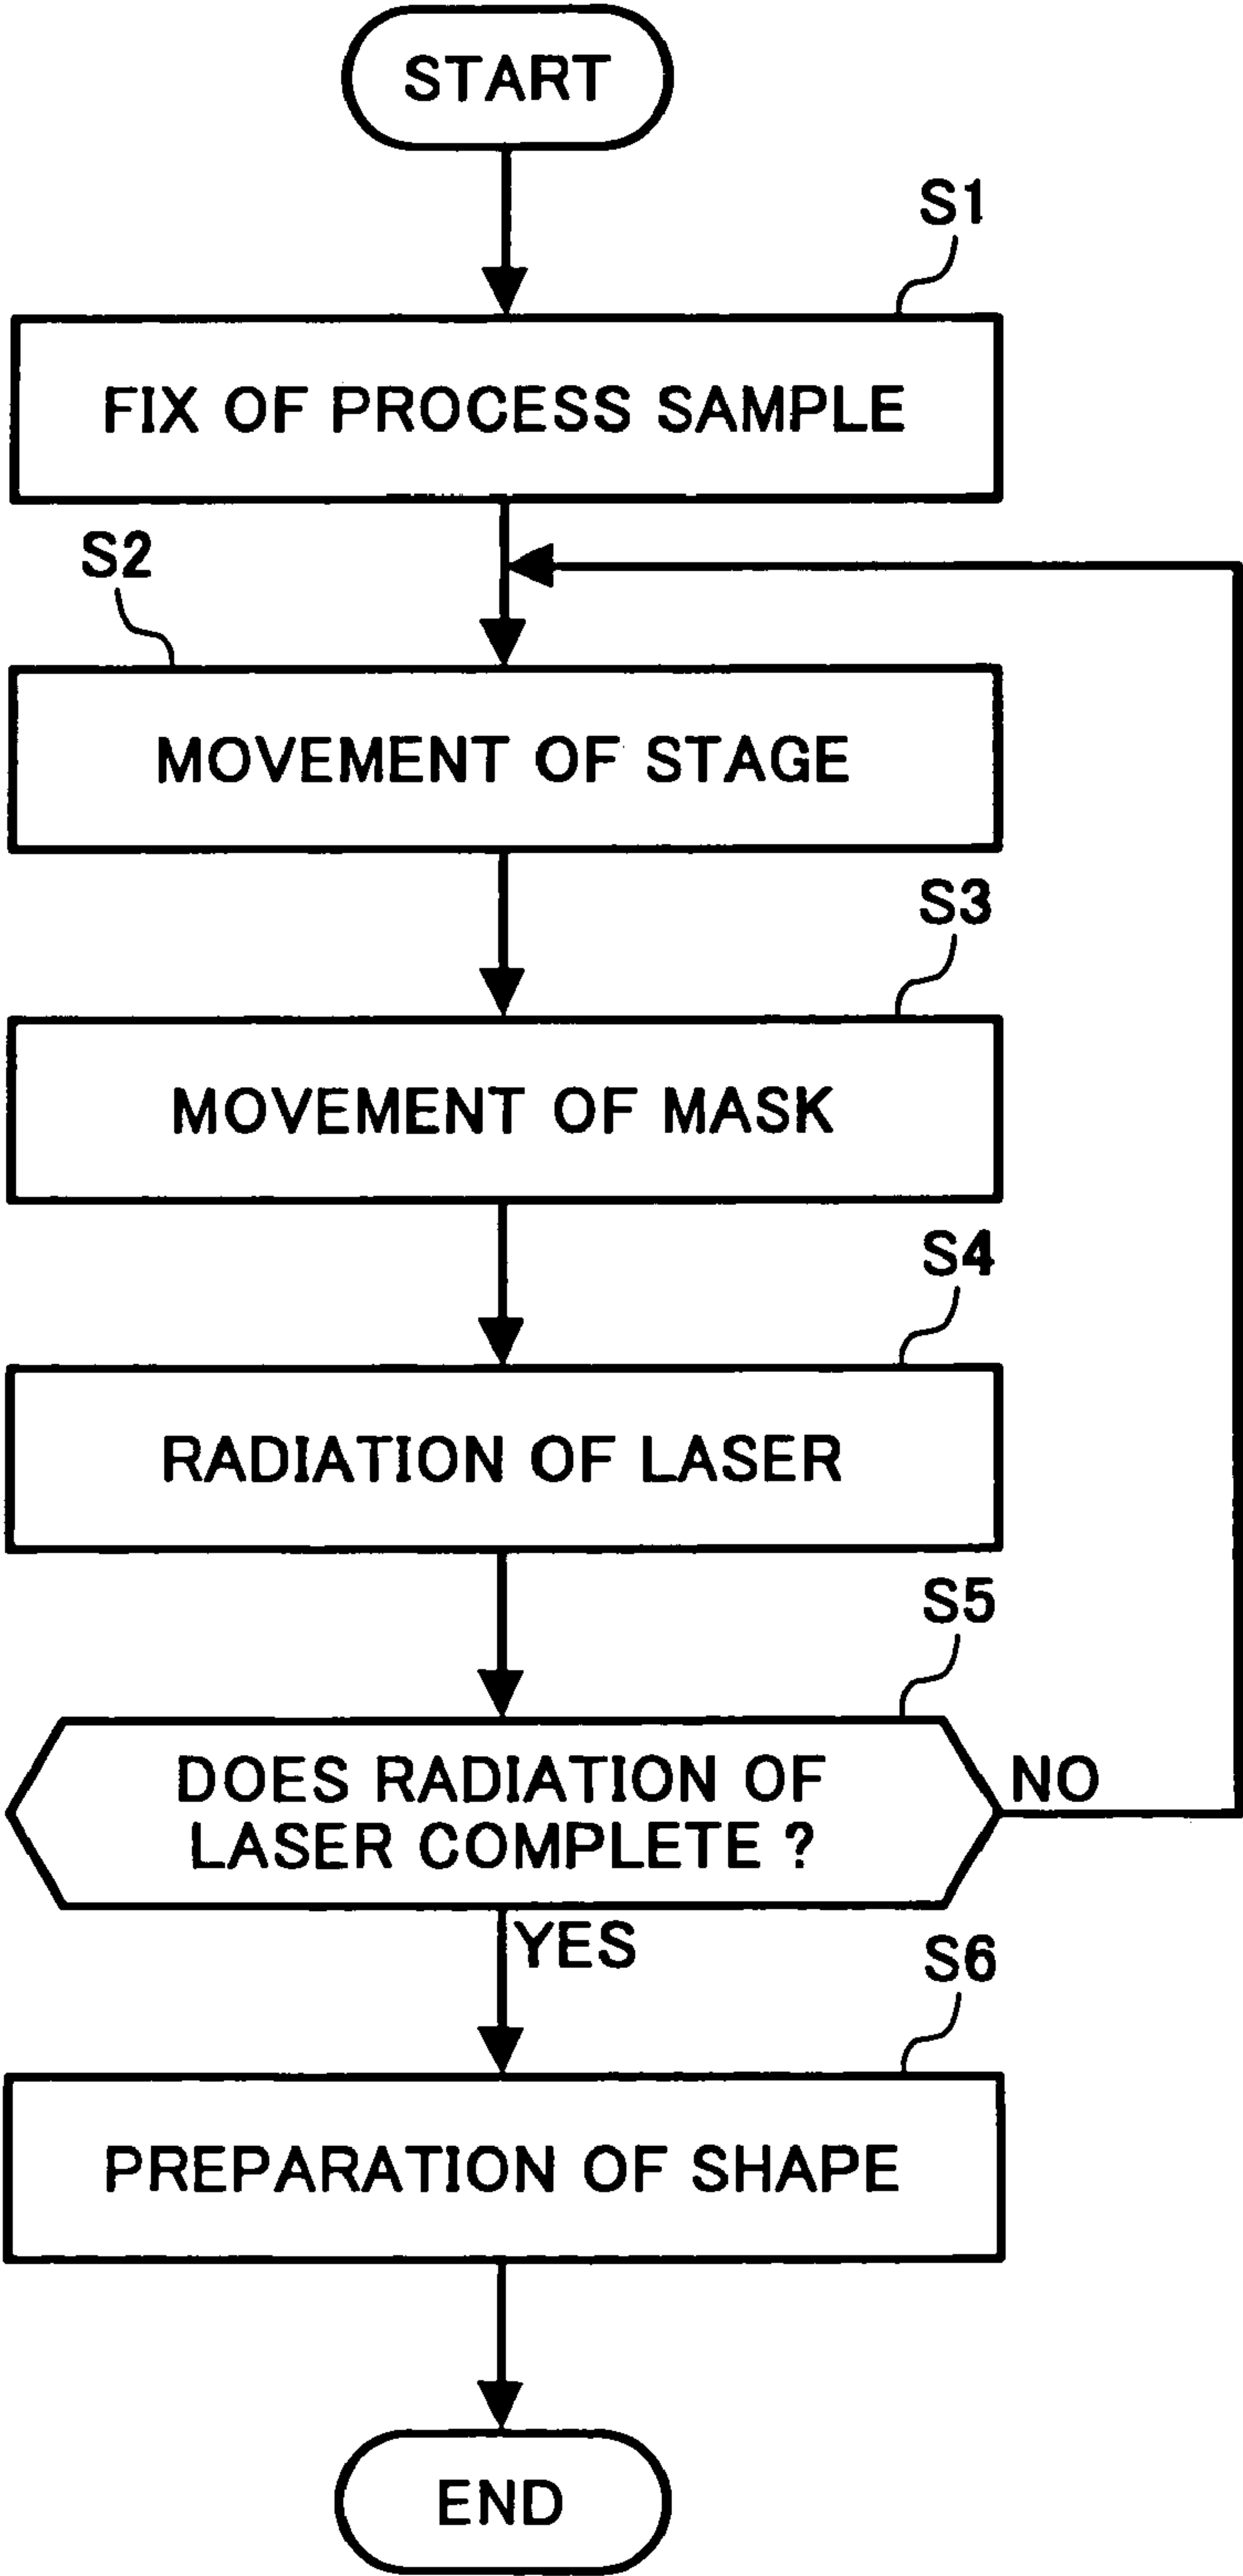 START
S1
FIX OF PROCESS SAMPLE
S2
MOVEMENT OF STAGE
S3
MOVEMENT OF MASK
S4
RADIATION OF LASER
S5
DOES RADIATION OF
LASER COMPLETE ?
NO
YES
S6
PREPARATION OF SHAPE
END